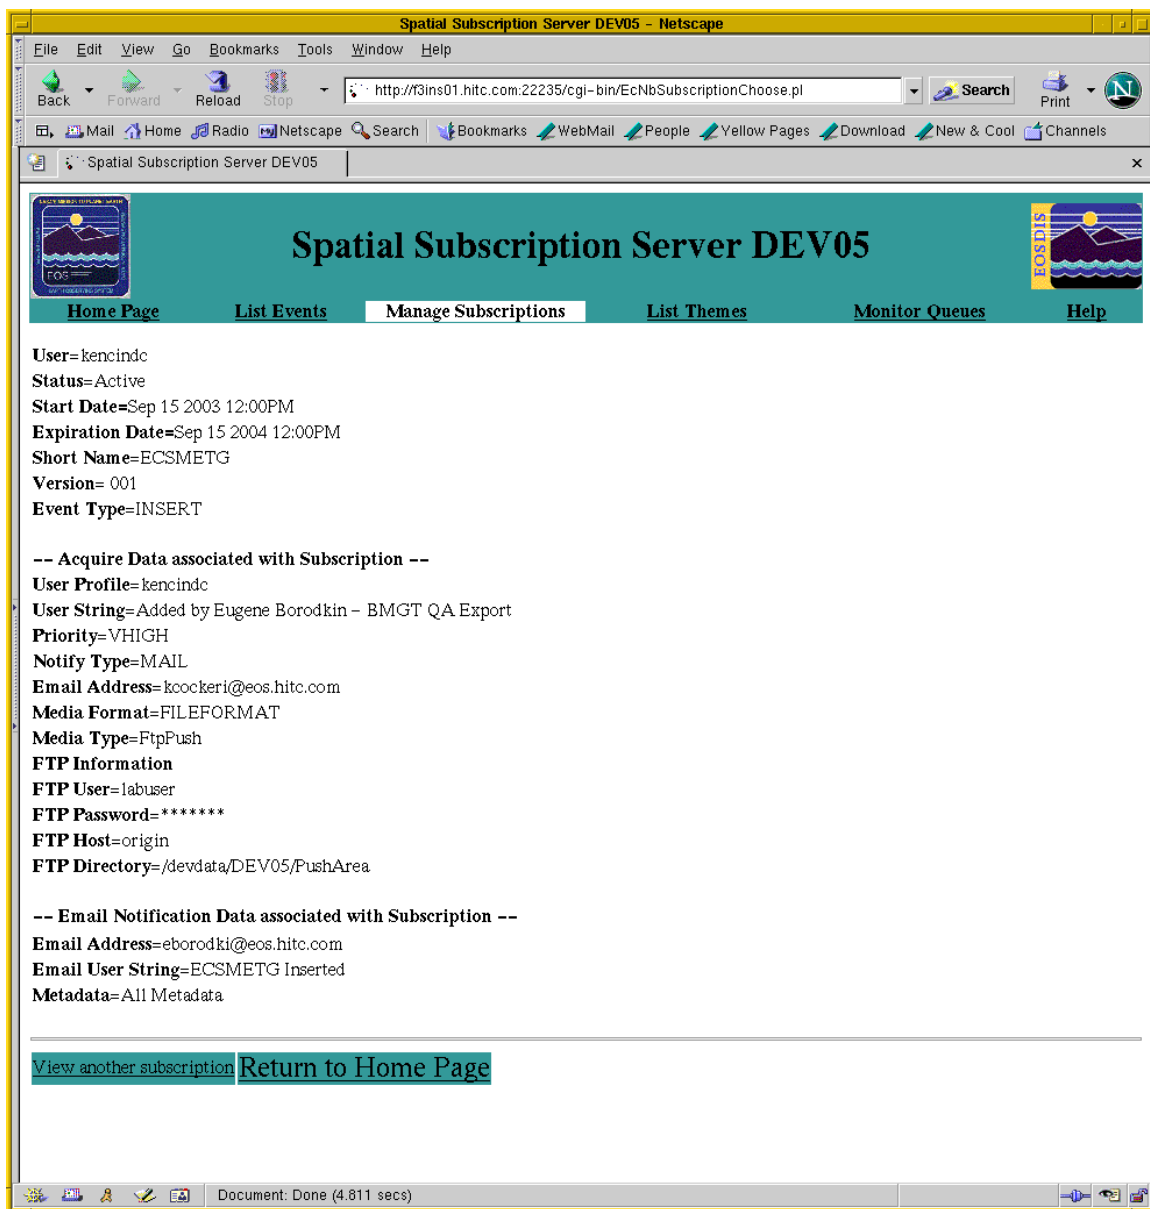 Spatial Subscription Server DEV05 - Netscape
File Edit View Go Bookmarks Tools Window Help
Back Forward Reload Stop http://f3ins01.hitc.com:22235/cgi-bin/EcNbSubscriptionChoose.pl Search Print N
Mail Home Radio Netscape Search Bookmarks WebMail People Yellow Pages Download New & Cool Channels
Spatial Subscription Server DEV05
EOS
Spatial Subscription Server DEV05
EOSDIS
Home Page List Events Manage Subscriptions List Themes Monitor Queues Help
User=kencindc
Status=Active
Start Date=Sep 15 2003 12:00PM
Expiration Date=Sep 15 2004 12:00PM
Short Name=ECSMETG
Version= 001
Event Type=INSERT
-- Acquire Data associated with Subscription --
User Profile=kencindc
User String=Added by Eugene Borodkin - BMGT QA Export
Priority=VHIGH
Notify Type=MAIL
Email Address=kcockeri@eos.hitc.com
Media Format=FILEFORMAT
Media Type=FtpPush
FTP Information
FTP User=labuser
FTP Password=*******
FTP Host=origin
FTP Directory=/devdata/DEV05/PushArea
-- Email Notification Data associated with Subscription --
Email Address=eborodki@eos.hitc.com
Email User String=ECSMETG Inserted
Metadata=All Metadata
View another subscription Return to Home Page
Document: Done (4.811 secs)